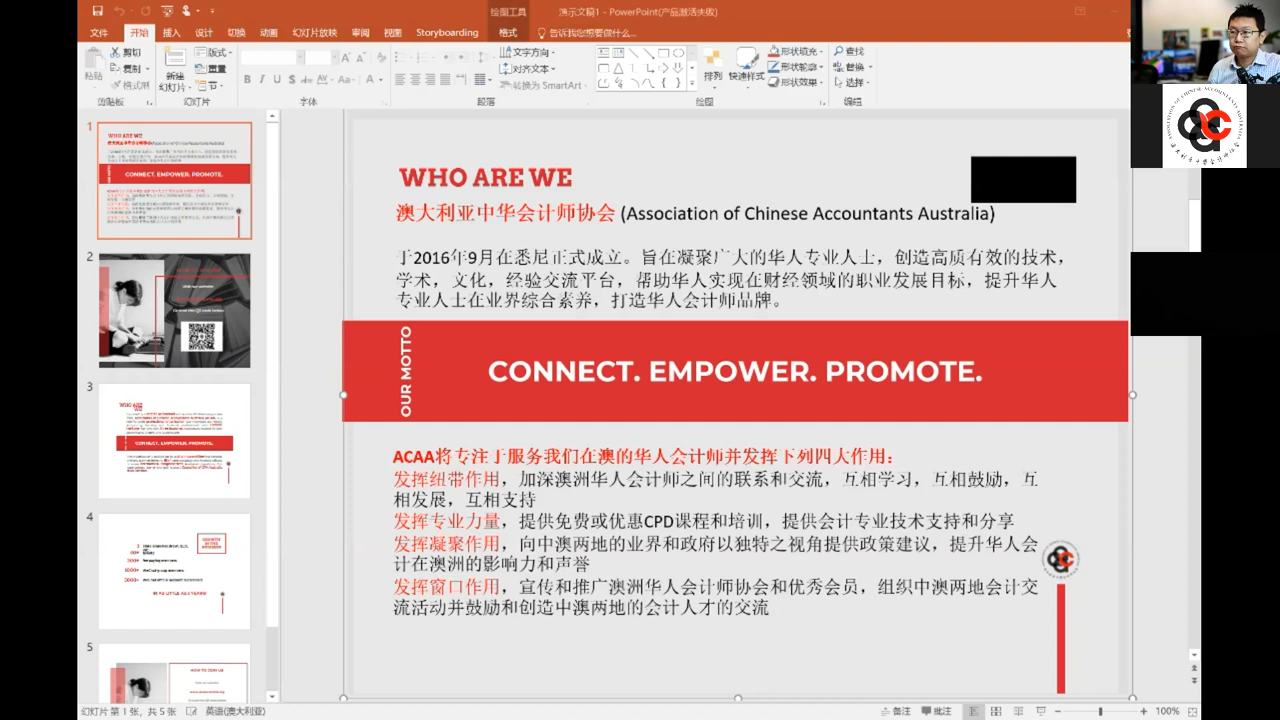 绘图工具
演示文稿1 - PowerPoint(产品激活失败)
文件
开始
插入
设计
切换
动画
幻灯片放映
审阅
视图
Storyboarding
格式
告诉我您想要做什么...
粘贴
剪切
复制
格式刷
剪贴板
新建
幻灯片
版式
重置
节
幻灯片
B I U S abc AV Aa A
字体
文字方向
对齐文本
转换为 SmartArt
段落
排列
快速样式
形状填充
形状轮廓
形状效果
绘图
查找
替换
选择
编辑
1
WHO ARE WE
CONNECT. EMPOWER. PROMOTE.
2
3
WHO ARE WE
CONNECT. EMPOWER. PROMOTE.
4
5
HOW TO JOIN US
WHO ARE WE
澳大利亚中华会计师协会 (Association of Chinese Accountants Australia)
于2016年9月在悉尼正式成立。旨在凝聚广大的华人专业人士，创造高质有效的技术，
学术，文化，经验交流平台，帮助华人实现在财经领域的职业发展目标，提升华人
专业人士在业界综合素养，打造华人会计师品牌。
OUR MOTTO
CONNECT. EMPOWER. PROMOTE.
ACAA将专注于服务我们在澳的华人会计师并发挥下列四大作用：
发挥纽带作用，加深澳洲华人会计师之间的联系和交流，互相学习，互相鼓励，互
相发展，互相支持
发挥专业力量，提供免费或优惠CPD课程和培训，提供会计专业技术支持和分享
发挥凝聚作用，向中澳两地的业界和政府以独特之视角提供政策建议，提升华人会
计在澳洲的影响力和声誉
发挥窗口作用，宣传和推广澳洲华人会计师协会和优秀会员，组织中澳两地会计交
流活动并鼓励和创造中澳两地的会计人才的交流
幻灯片 第 1 张，共 5 张
英语(澳大利亚)
备注
批注
100%